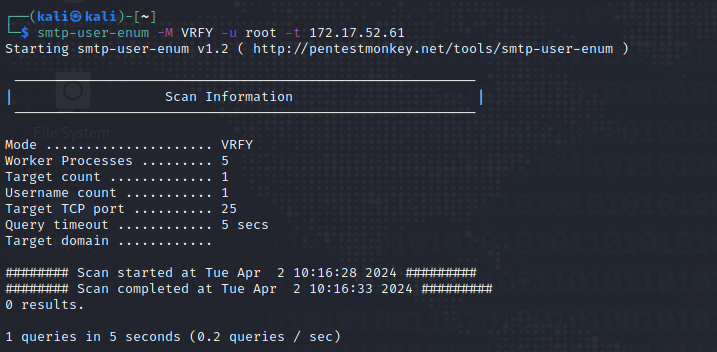 ┌──(kali㉿kali)-[~]
└─$ smtp-user-enum -M VRFY -u root -t 172.17.52.61
Starting smtp-user-enum v1.2 ( http://pentestmonkey.net/tools/smtp-user-enum )
 ----------------------------------------------------------
|                   Scan Information                       |
 ----------------------------------------------------------
File System
Mode ..................... VRFY
Worker Processes ......... 5
Target count ............. 1
Username count ........... 1
Target TCP port .......... 25
Query timeout ............ 5 secs
Target domain ............
######## Scan started at Tue Apr  2 10:16:28 2024 #########
######## Scan completed at Tue Apr  2 10:16:33 2024 #########
0 results.
1 queries in 5 seconds (0.2 queries / sec)